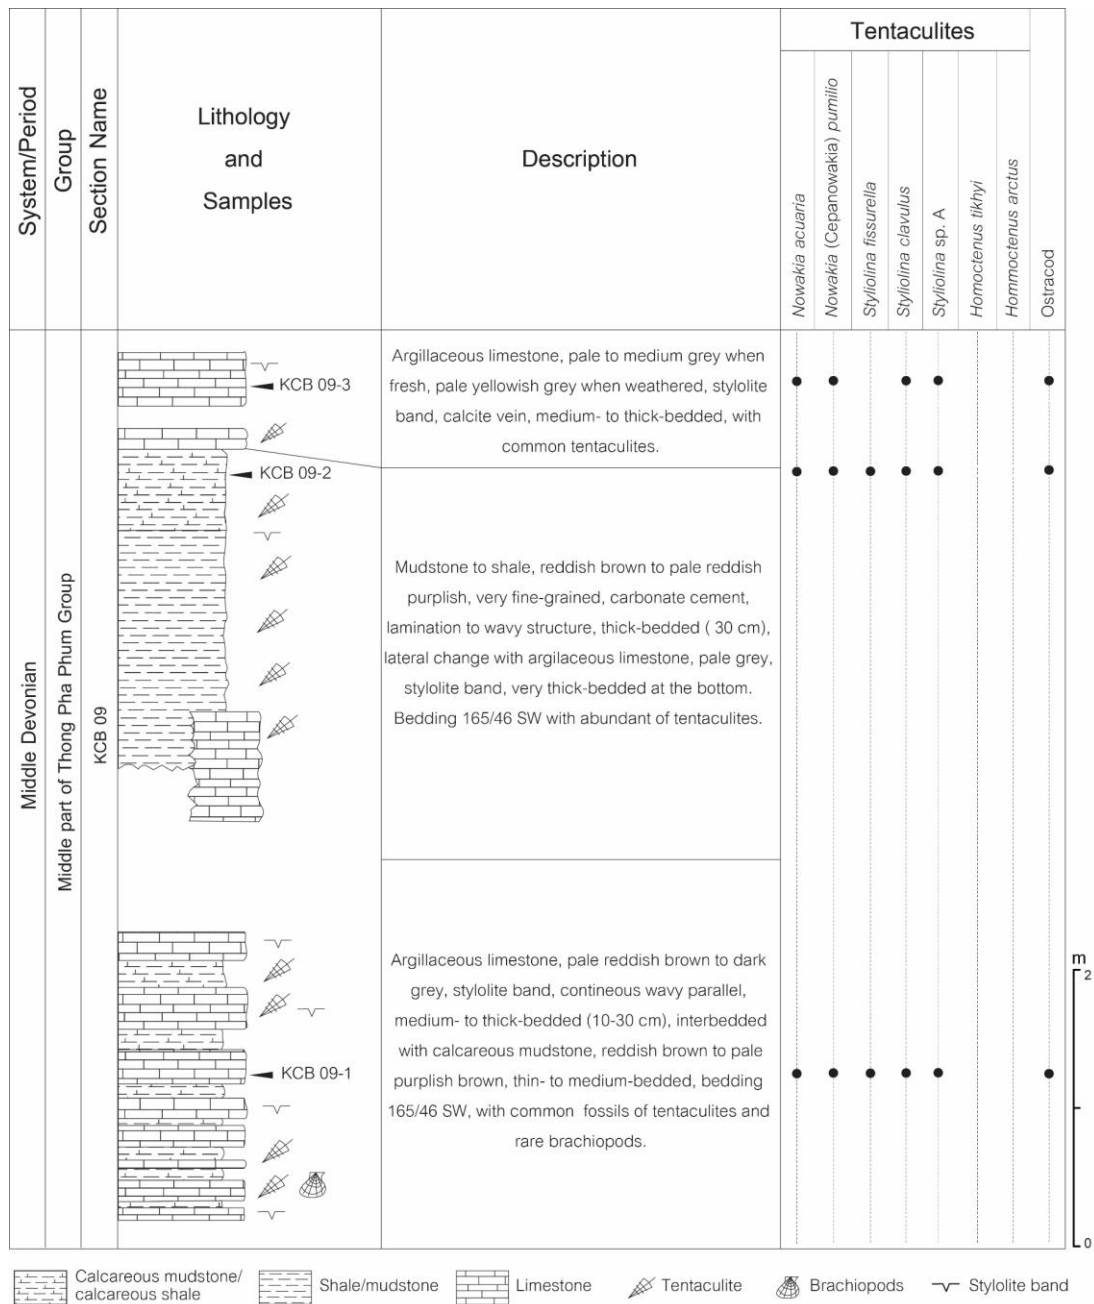 System/Period
Group
Section Name
Lithology
and
Samples
Description
Tentaculites
Nowakia acuaria
Nowakia (Cepanowakia) pumilio
Styliolina fissurella
Styliolina clavulus
Styliolina sp. A
Homoctenus tikhyi
Hommoctenus arctus
Ostracod
Middle Devonian
Middle part of Thong Pha Phum Group
KCB 09
KCB 09-3
Argillaceous limestone, pale to medium grey when
fresh, pale yellowish grey when weathered, stylolite
band, calcite vein, medium- to thick-bedded, with
common tentaculites.
KCB 09-2
Mudstone to shale, reddish brown to pale reddish
purplish, very fine-grained, carbonate cement,
lamination to wavy structure, thick-bedded ( 30 cm),
lateral change with argilaceous limestone, pale grey,
stylolite band, very thick-bedded at the bottom.
Bedding 165/46 SW with abundant of tentaculites.
KCB 09-1
Argillaceous limestone, pale reddish brown to dark
grey, stylolite band, contineous wavy parallel,
medium- to thick-bedded (10-30 cm), interbedded
with calcareous mudstone, reddish brown to pale
purplish brown, thin- to medium-bedded, bedding
165/46 SW, with common fossils of tentaculites and
rare brachiopods.
m
2
0
Calcareous mudstone/
calcareous shale
Shale/mudstone
Limestone
Tentaculite
Brachiopods
Stylolite band